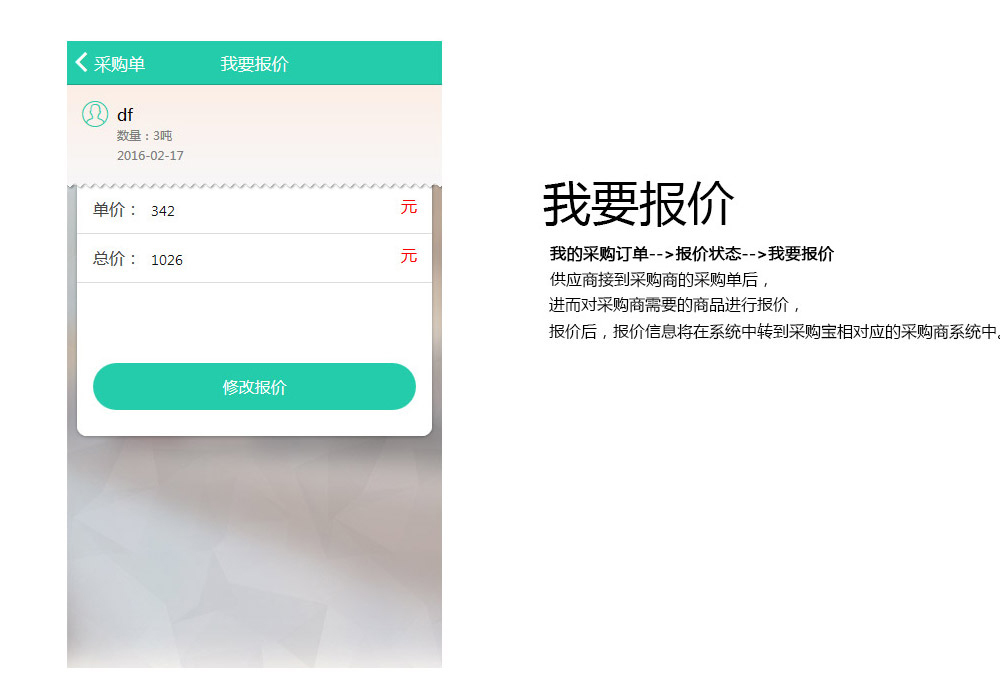 采购单 我要报价
df
数量：3吨
2016-02-17
单价： 342 元
总价： 1026 元
修改报价
我要报价
我的采购订单-->报价状态-->我要报价
供应商接到采购商的采购单后，
进而对采购商需要的商品进行报价，
报价后，报价信息将在系统中转到采购宝相对应的采购商系统中。